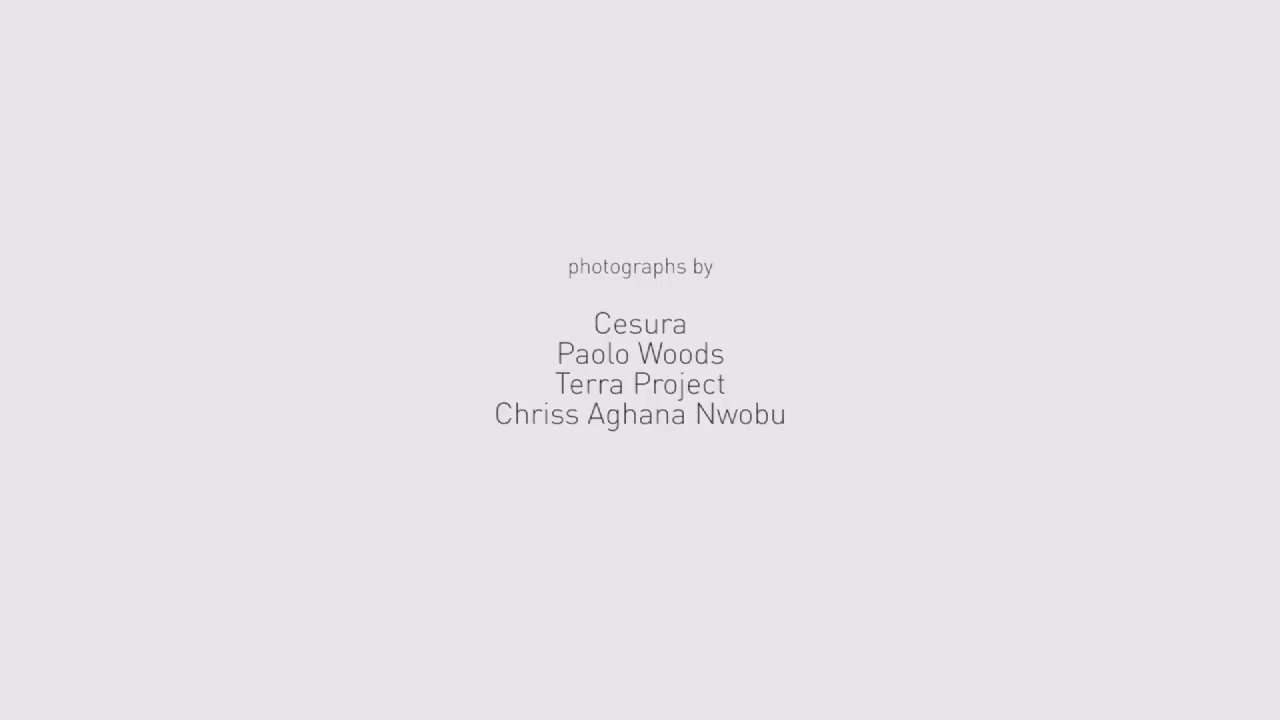 photographs by
Cesura
Paolo Woods
Terra Project
Chriss Aghana Nwobu